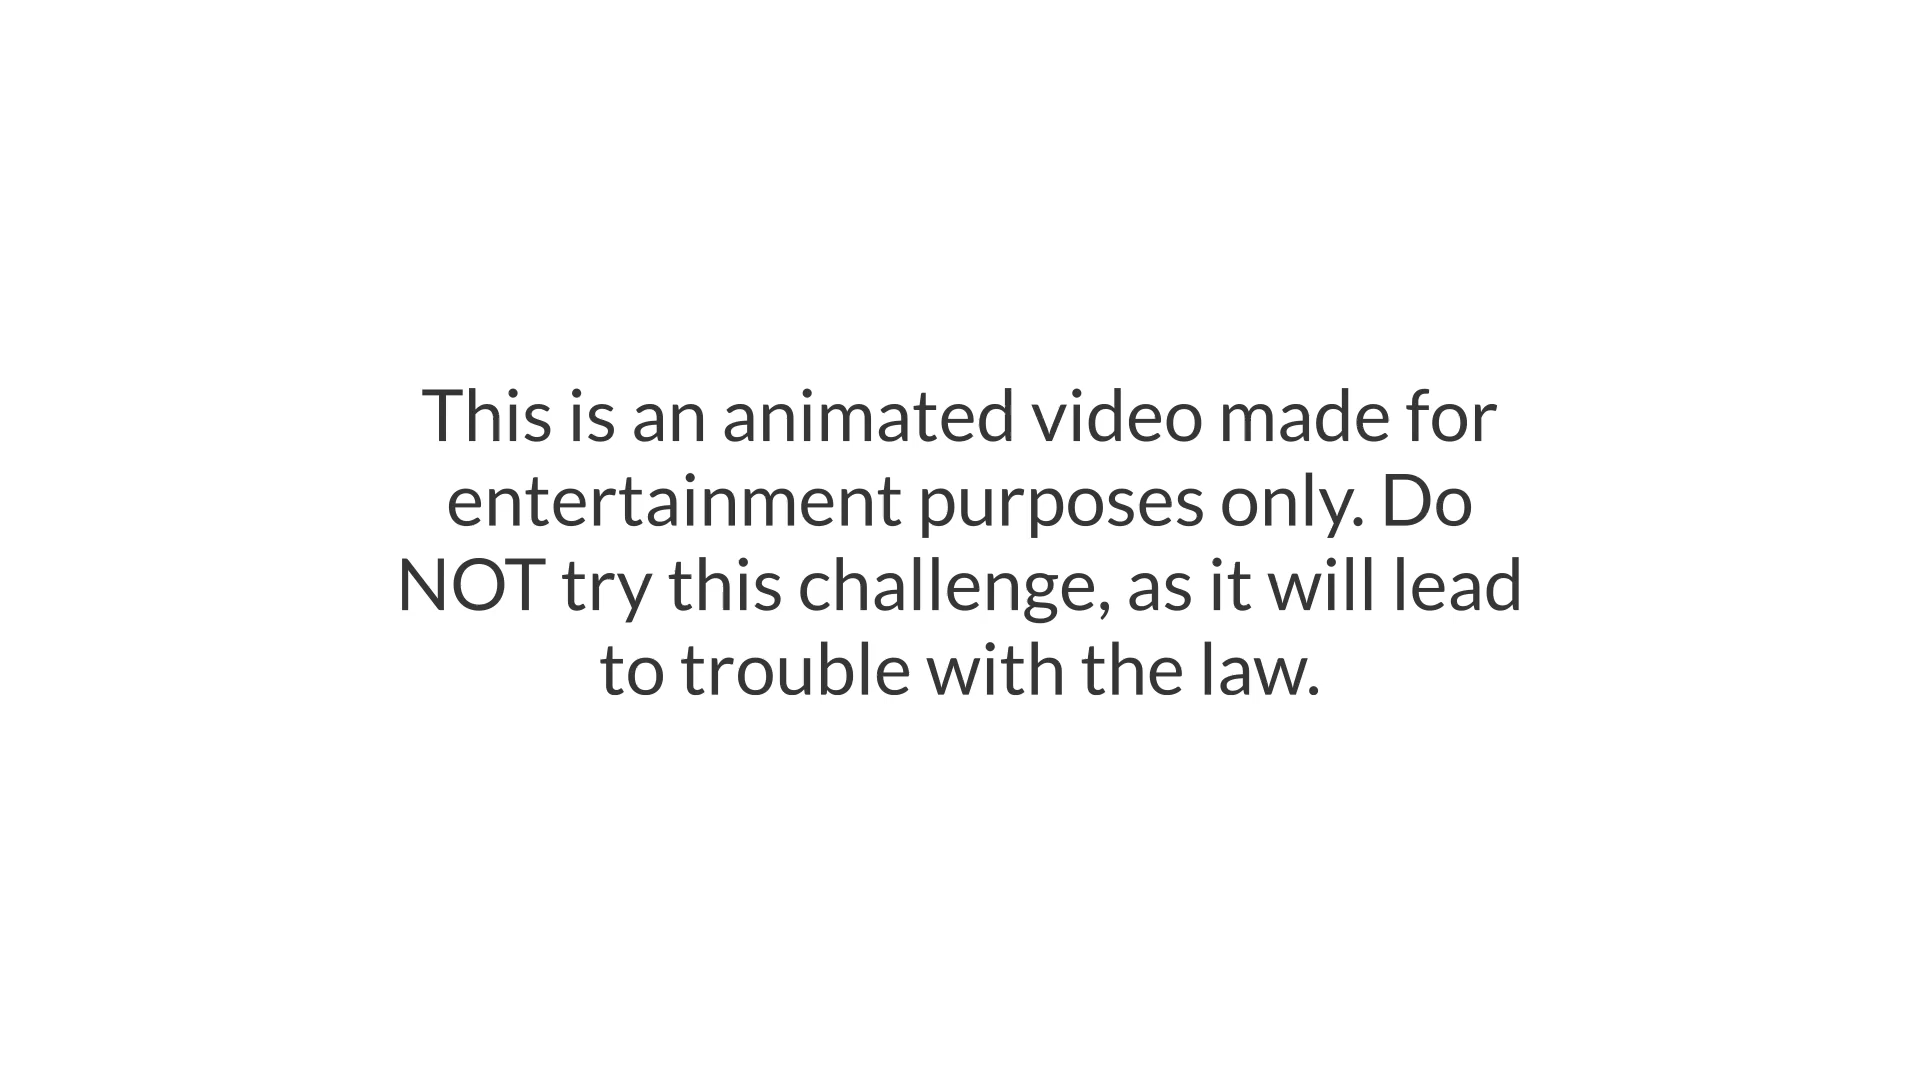 This is an animated video made for
entertainment purposes only. Do
NOT try this challenge, as it will lead
to trouble with the law.